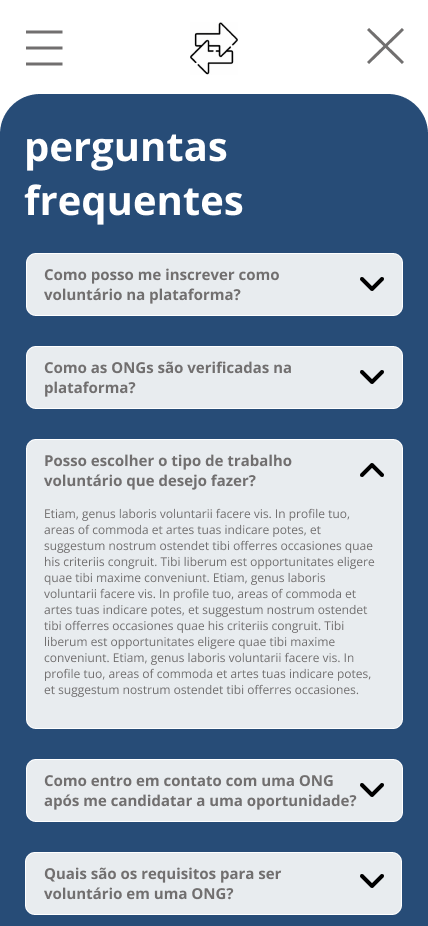 perguntas
frequentes
Como posso me inscrever como
voluntário na plataforma?
Como as ONGs são verificadas na
plataforma?
Posso escolher o tipo de trabalho
voluntário que desejo fazer?
Etiam, genus laboris voluntarii facere vis. In profile tuo,
areas of commoda et artes tuas indicare potes, et
suggestum nostrum ostendet tibi offerres occasiones quae
his criteriis congruit. Tibi liberum est opportunitates eligere
quae tibi maxime conveniunt. Etiam, genus laboris
voluntarii facere vis. In profile tuo, areas of commoda et
artes tuas indicare potes, et suggestum nostrum ostendet
tibi offerres occasiones quae his criteriis congruit. Tibi
liberum est opportunitates eligere quae tibi maxime
conveniunt. Etiam, genus laboris voluntarii facere vis. In
profile tuo, areas of commoda et artes tuas indicare potes,
et suggestum nostrum ostendet tibi offerres occasiones.
Como entro em contato com uma ONG
após me candidatar a uma oportunidade?
Quais são os requisitos para ser
voluntário em uma ONG?